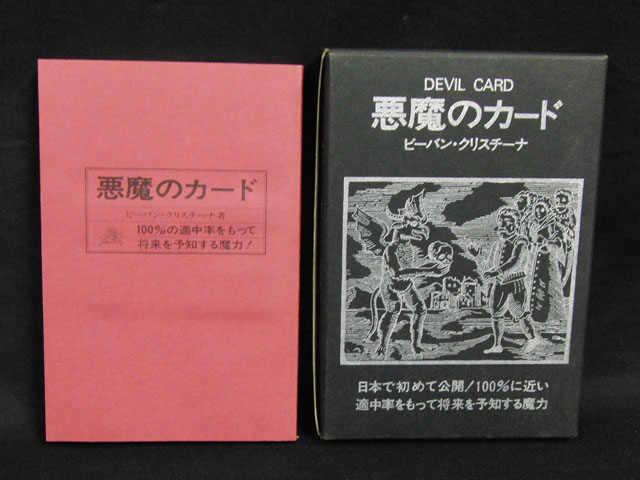 悪魔のカード
ビーバン・クリスチーナ著
100%の適中率をもって
将来を予知する魔力!
DEVIL CARD
悪魔のカード
ビーバン・クリスチーナ
日本で初めて公開!100%に近い
適中率をもって将来を予知する魔力